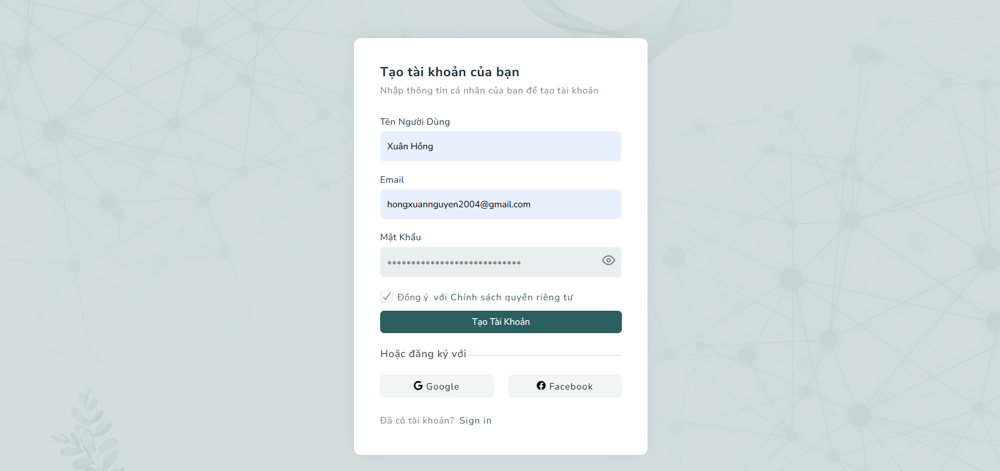 Tạo tài khoản của bạn
Nhập thông tin cá nhân của bạn để tạo tài khoản
Tên Người Dùng
Xuân Hồng
Email
hongxuannguyen2004@gmail.com
Mật Khẩu
••••••••••••••••••••••••••••
Đồng ý với Chính sách quyền riêng tư
Tạo Tài Khoản
Hoặc đăng ký với
Google
Facebook
Đã có tài khoản? Sign in